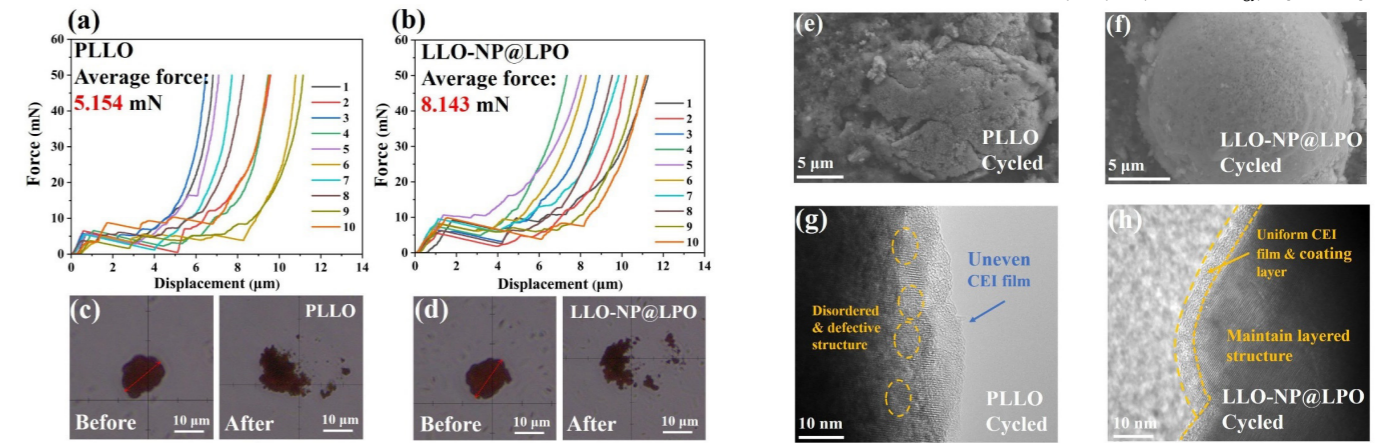 (a)
PLLO
Average force:
5.154 mN
60
50
40
30
20
10
0
Force (mN)
0 2 4 6 8 10 12 14
Displacement (μm)
1
2
3
4
5
6
7
8
9
10
(b)
LLO-NP@LPO
Average force:
8.143 mN
60
50
40
30
20
10
0
Force (mN)
0 2 4 6 8 10 12 14
Displacement (μm)
1
2
3
4
5
6
7
8
9
10
(c)
Before
10 μm
PLLO
After
10 μm
(d)
Before
10 μm
LLO-NP@LPO
After
10 μm
(e)
PLLO
Cycled
5 μm
(f)
LLO-NP@LPO
Cycled
5 μm
(g)
Uneven
CEI film
Disordered
& defective
structure
PLLO
Cycled
10 nm
(h)
Uniform CEI
film & coating
layer
Maintain layered
structure
LLO-NP@LPO
Cycled
10 nm